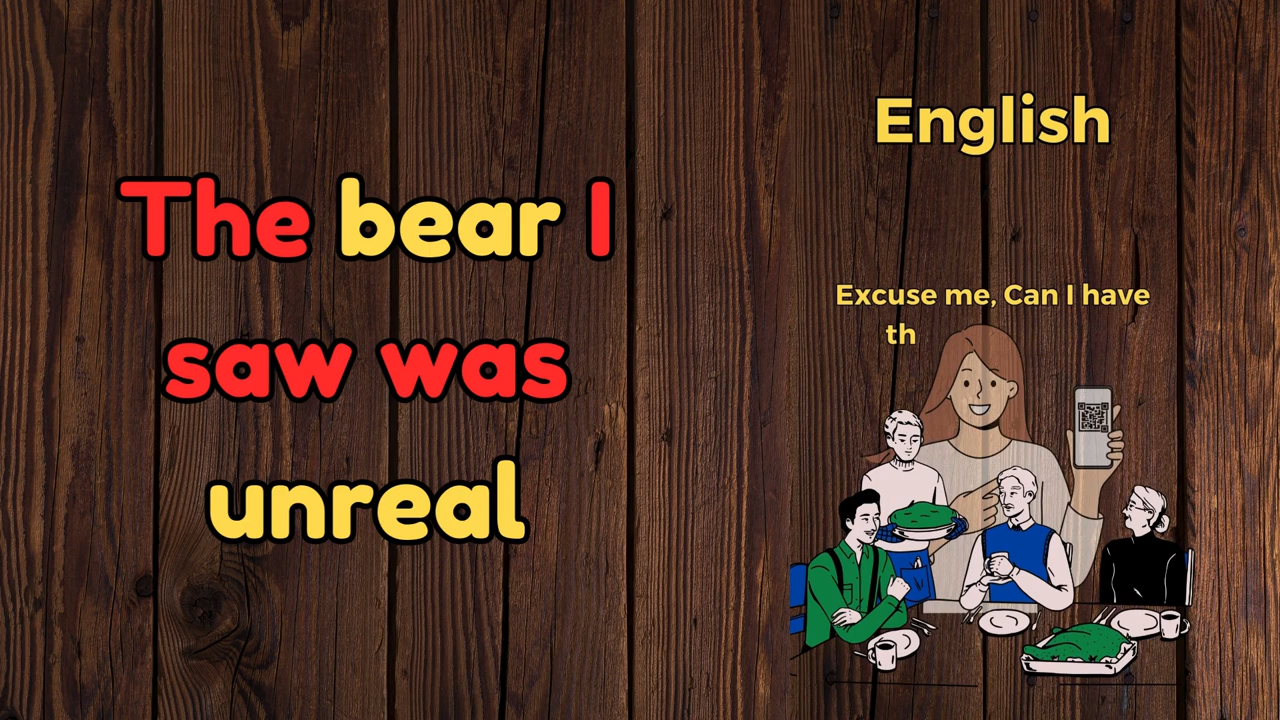 The bear I
saw was
unreal
English
Excuse me, Can I have
th